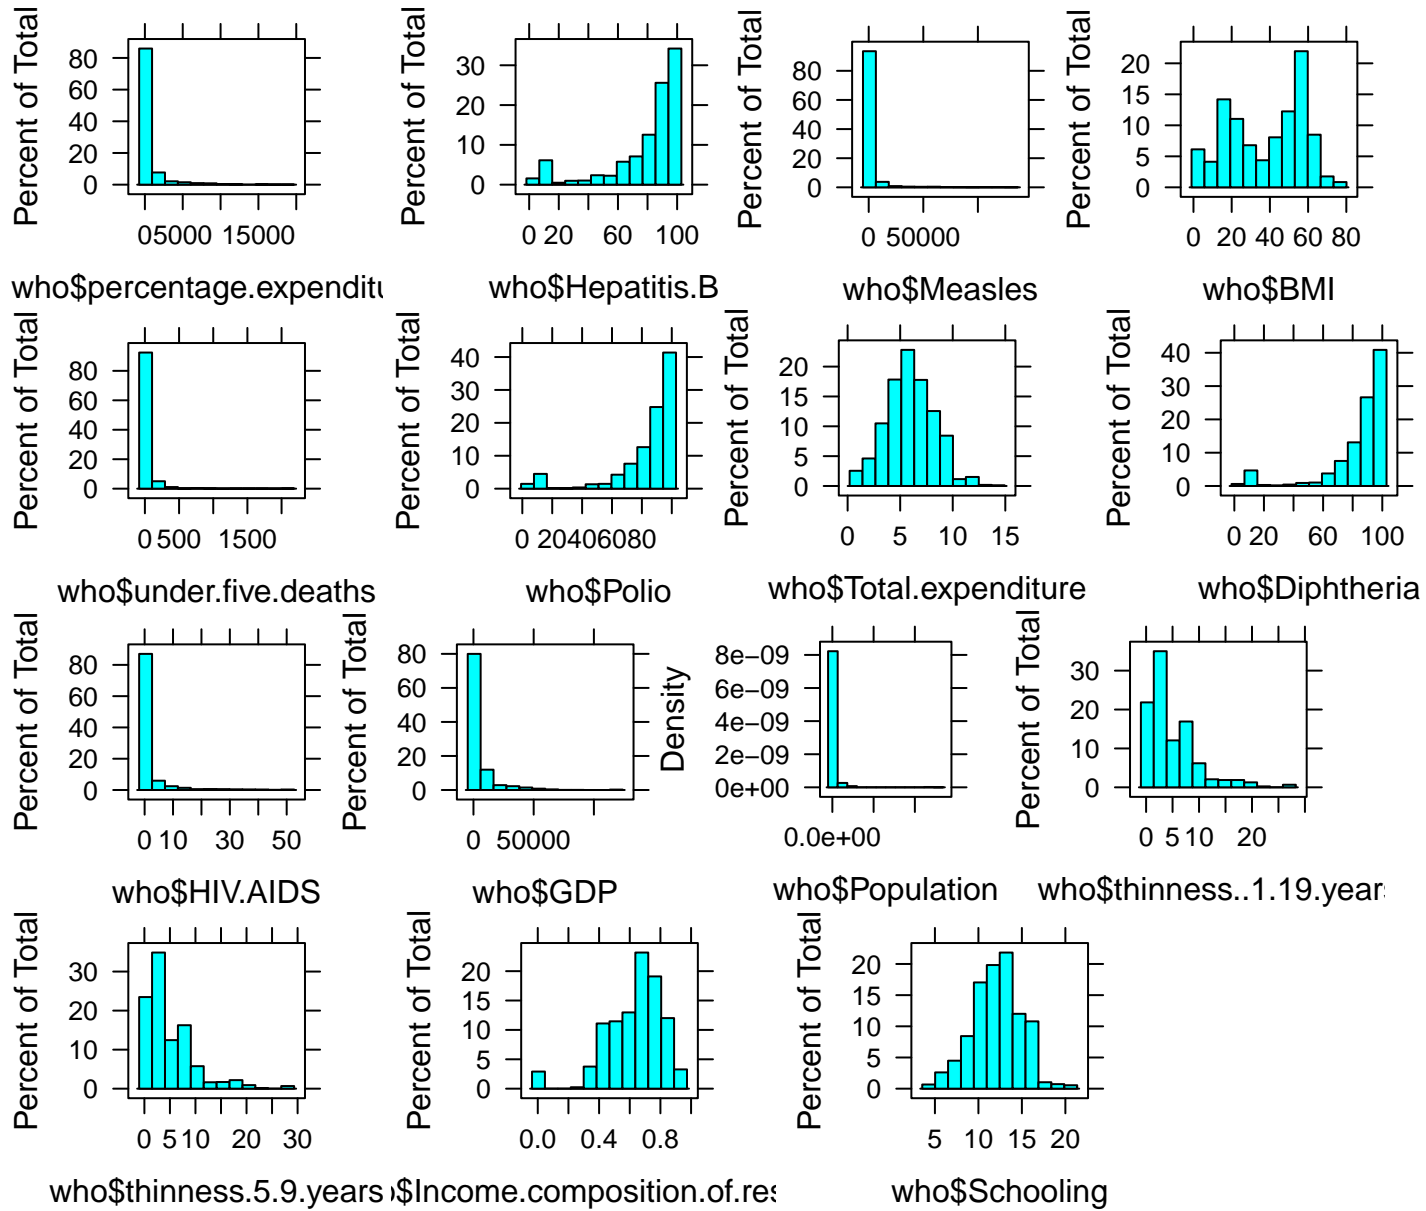 Percent of Total
80
60
40
20
0
0 5000 15000
who$percentage.expenditu
Percent of Total
30
20
10
0
0 20 60 100
who$Hepatitis.B
Percent of Total
80
60
40
20
0
0 50000
who$Measles
Percent of Total
20
15
10
5
0
0 20 40 60 80
who$BMI
Percent of Total
80
60
40
20
0
0 500 1500
who$under.five.deaths
Percent of Total
40
30
20
10
0
0 20 40 60 80
who$Polio
Percent of Total
20
15
10
5
0
0 5 10 15
who$Total.expenditure
Percent of Total
40
30
20
10
0
0 20 60 100
who$Diphtheria
Percent of Total
80
60
40
20
0
0 10 30 50
who$HIV.AIDS
Percent of Total
80
60
40
20
0
0 50000
who$GDP
Density
8e−09
6e−09
4e−09
2e−09
0e+00
0.0e+00
who$Population
Percent of Total
30
20
10
0
0 5 10 20
who$thinness..1.19.year
Percent of Total
30
20
10
0
0 5 10 20 30
who$thinness.5.9.years
Percent of Total
20
15
10
5
0
0.0 0.4 0.8
o$Income.composition.of.res
Percent of Total
20
15
10
5
0
5 10 15 20
who$Schooling